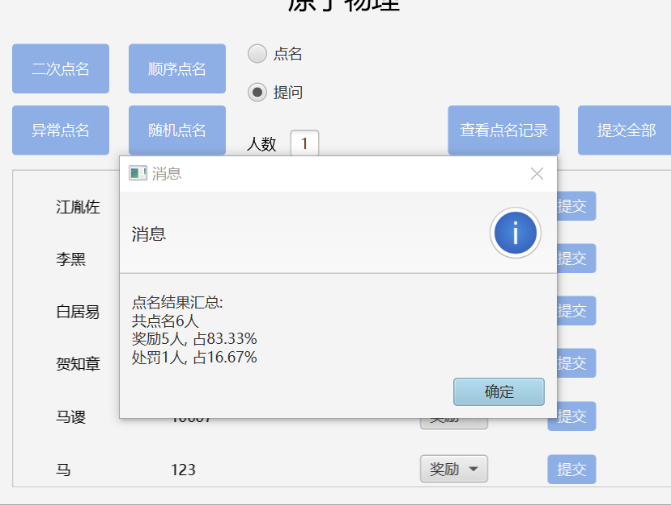 原子物理
二次点名 顺序点名 点名
提问
异常点名 随机点名 人数 1 查看点名记录 提交全部
消息
江胤佐 提交
消息
李黑 提交
点名结果汇总:
白居易 提交
共点名6人
奖励5人, 占83.33%
处罚1人, 占16.67%
贺知章 提交
确定
马谡 提交
马 123 奖励 提交